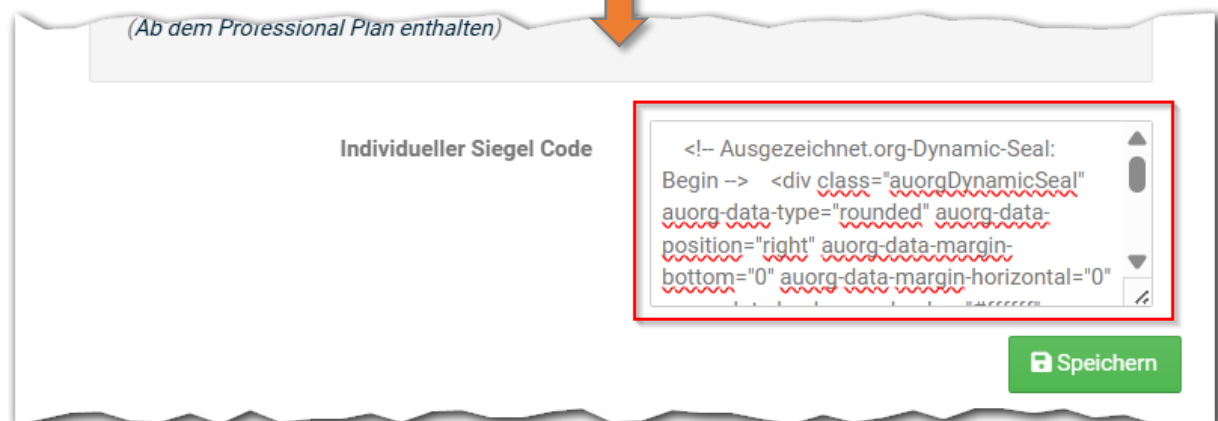 (Ab dem Professional Plan enthalten)
Individueller Siegel Code
<!-- Ausgezeichnet.org-Dynamic-Seal:
Begin --> <div class="auorgDynamicSeal"
auorg-data-type="rounded" auorg-data-
position="right" auorg-data-margin-
bottom="0" auorg-data-margin-horizontal="0"
"#ffffff"
Speichern